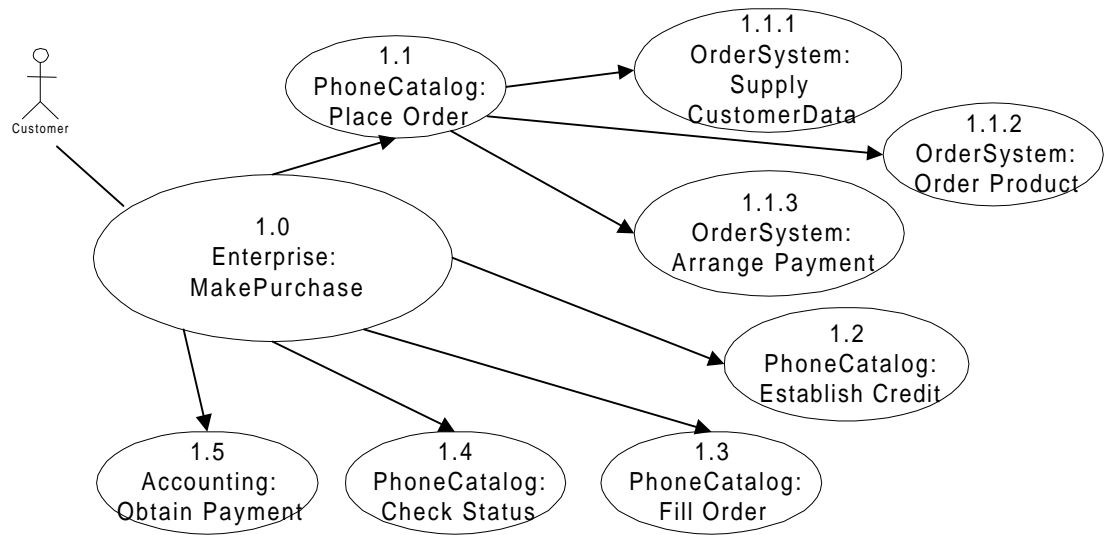 Customer
1.1
PhoneCatalog:
Place Order
1.1.1
OrderSystem:
Supply
CustomerData
1.1.2
OrderSystem:
Order Product
1.1.3
OrderSystem:
Arrange Payment
1.0
Enterprise:
MakePurchase
1.2
PhoneCatalog:
Establish Credit
1.5
Accounting:
Obtain Payment
1.4
PhoneCatalog:
Check Status
1.3
PhoneCatalog:
Fill Order